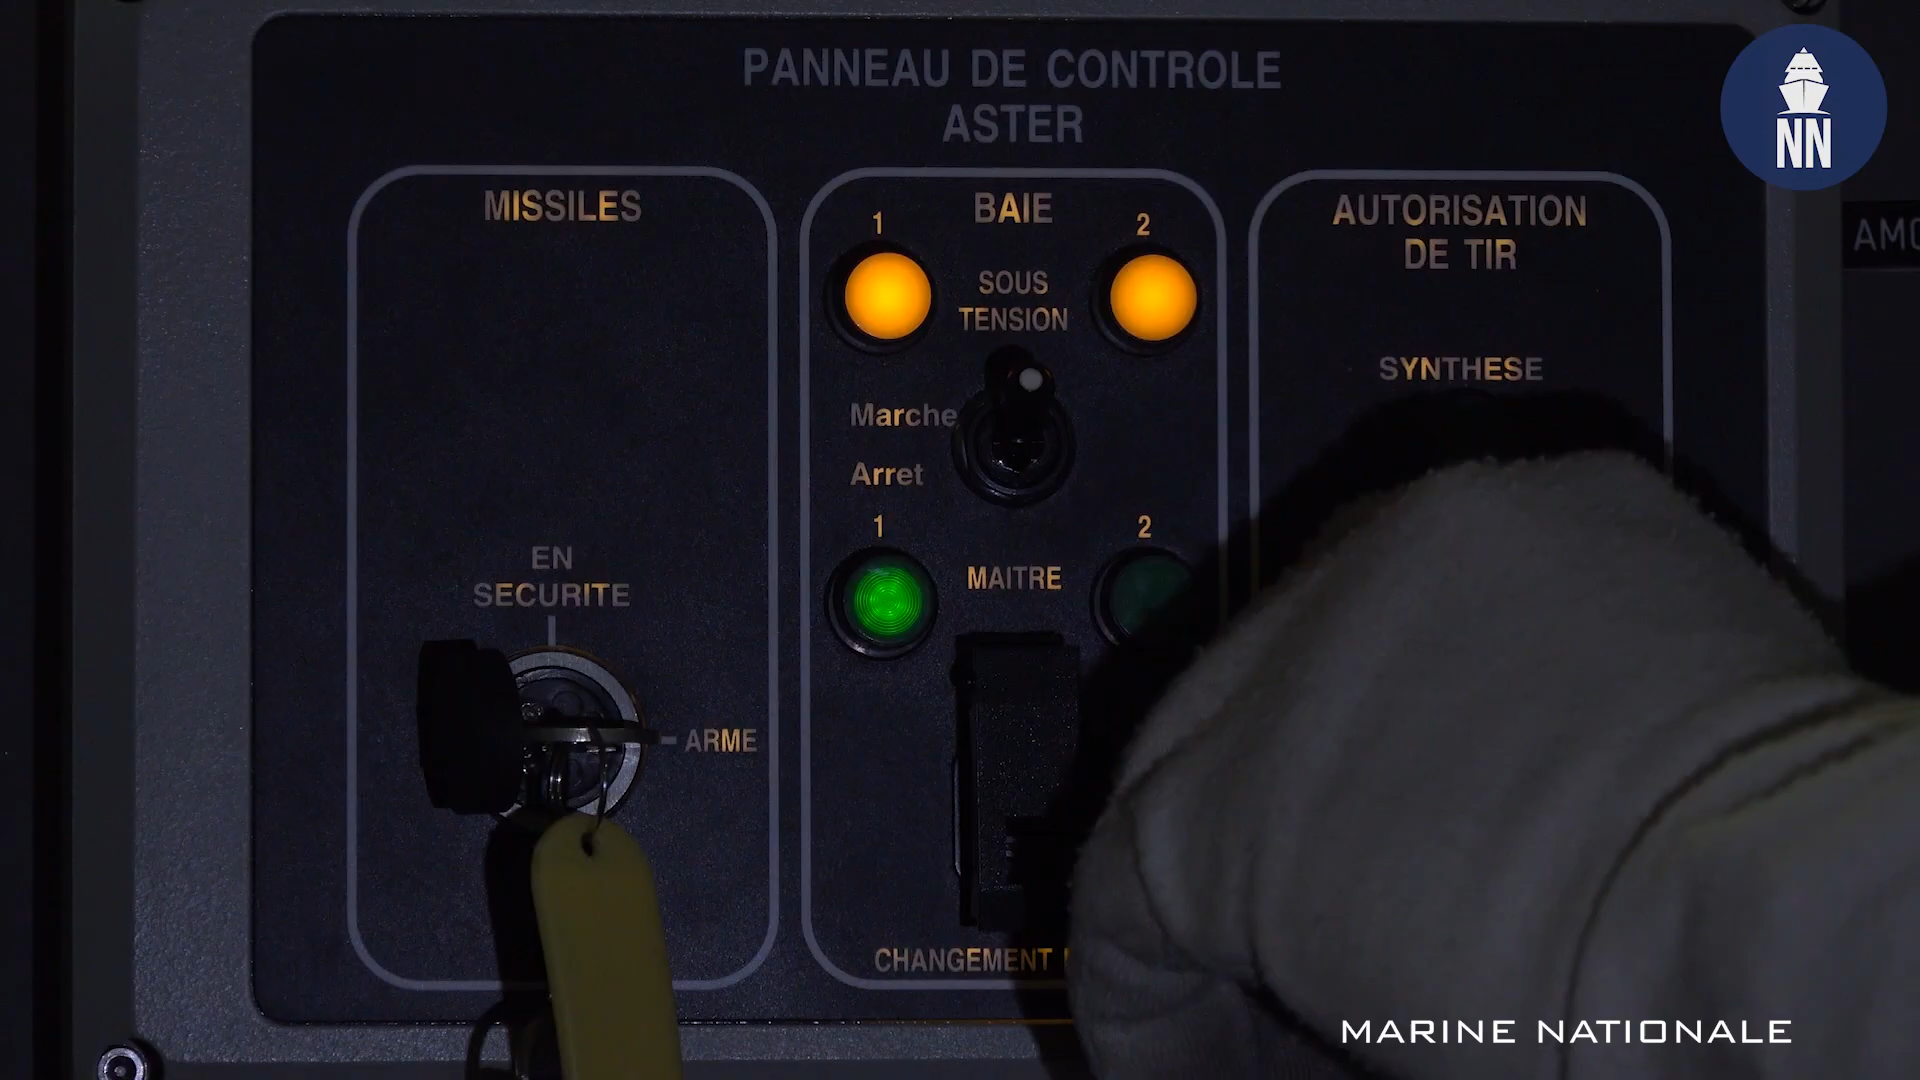 PANNEAU DE CONTROLE
ASTER
MISSILES
EN
SECURITE
ARME
BAIE
1
2
SOUS
TENSION
Marche
Arret
1
2
MAITRE
CHANGEMENT
AUTORISATION
DE TIR
SYNTHESE
NN
MARINE NATIONALE